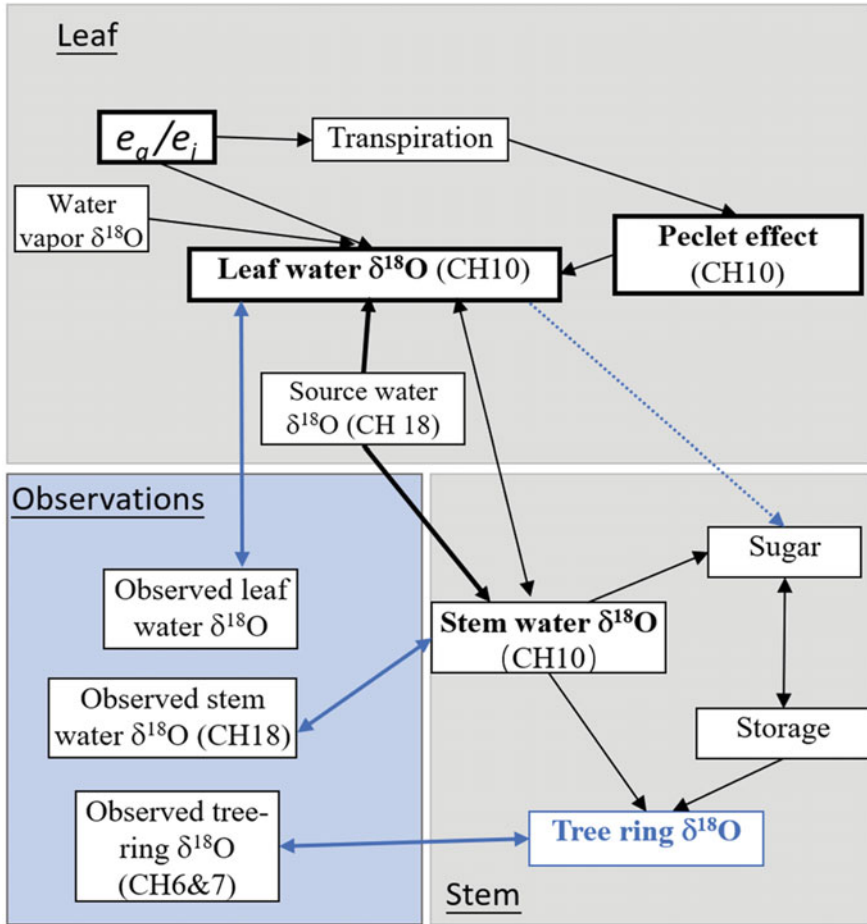 Leaf
eₐ/eᵢ
Transpiration
Water
vapor δ¹⁸O
Peclet effect
(CH10)
Leaf water δ¹⁸O (CH10)
Source water
δ¹⁸O (CH 18)
Observations
Sugar
Observed leaf
water δ¹⁸O
Stem water δ¹⁸O
(CH10)
Observed stem
water δ¹⁸O (CH18)
Storage
Observed tree-
ring δ¹⁸O
(CH6&7)
Tree ring δ¹⁸O
Stem